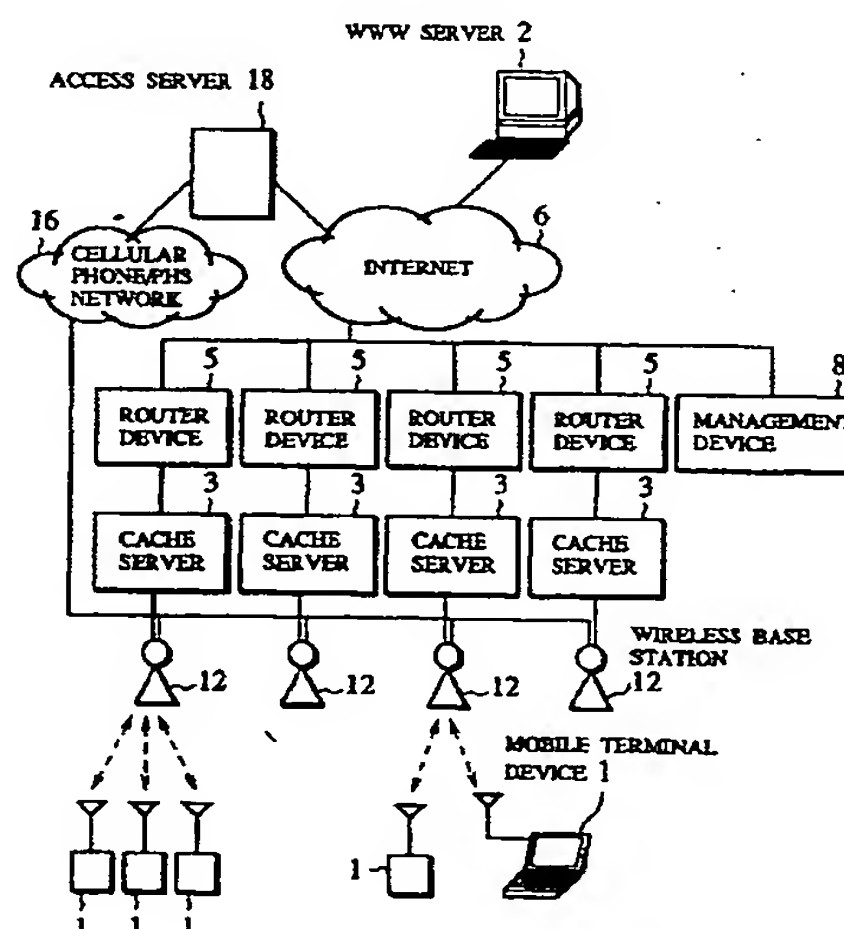 WWW SERVER 2
ACCESS SERVER 18
16
CELLULAR
PHONE/PHS
NETWORK
6
INTERNET
5
5
5
5
8
ROUTER
DEVICE
ROUTER
DEVICE
ROUTER
DEVICE
ROUTER
DEVICE
MANAGEMENT
DEVICE
3
3
3
3
CACHE
SERVER
CACHE
SERVER
CACHE
SERVER
CACHE
SERVER
WIRELESS BASE
STATION
12
12
12
12
MOBILE TERMINAL
DEVICE 1
1
1
1
1